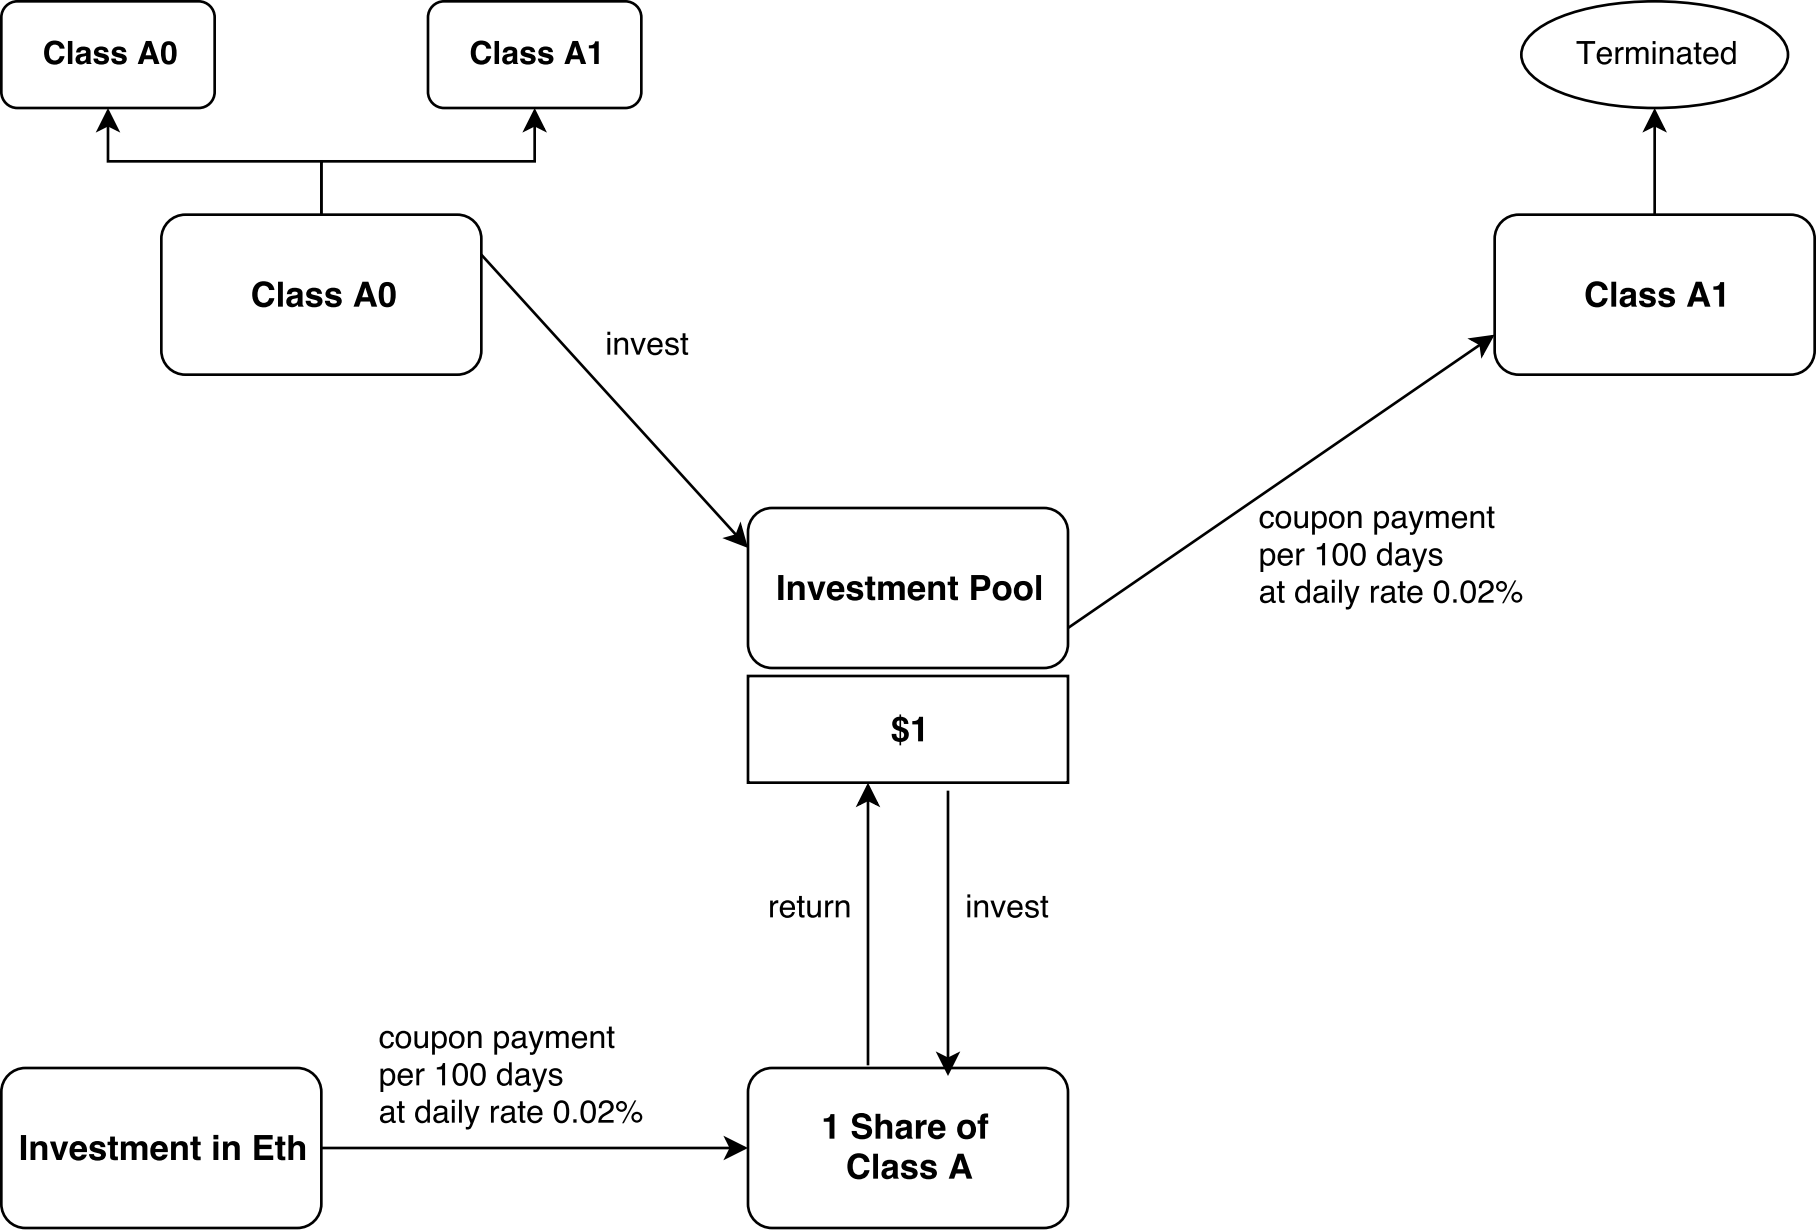 Class A0
Class A1
Terminated
Class A0
Class A1
invest
coupon payment
per 100 days
at daily rate 0.02%
Investment Pool
$1
return
invest
coupon payment
per 100 days
at daily rate 0.02%
Investment in Eth
1 Share of
Class A